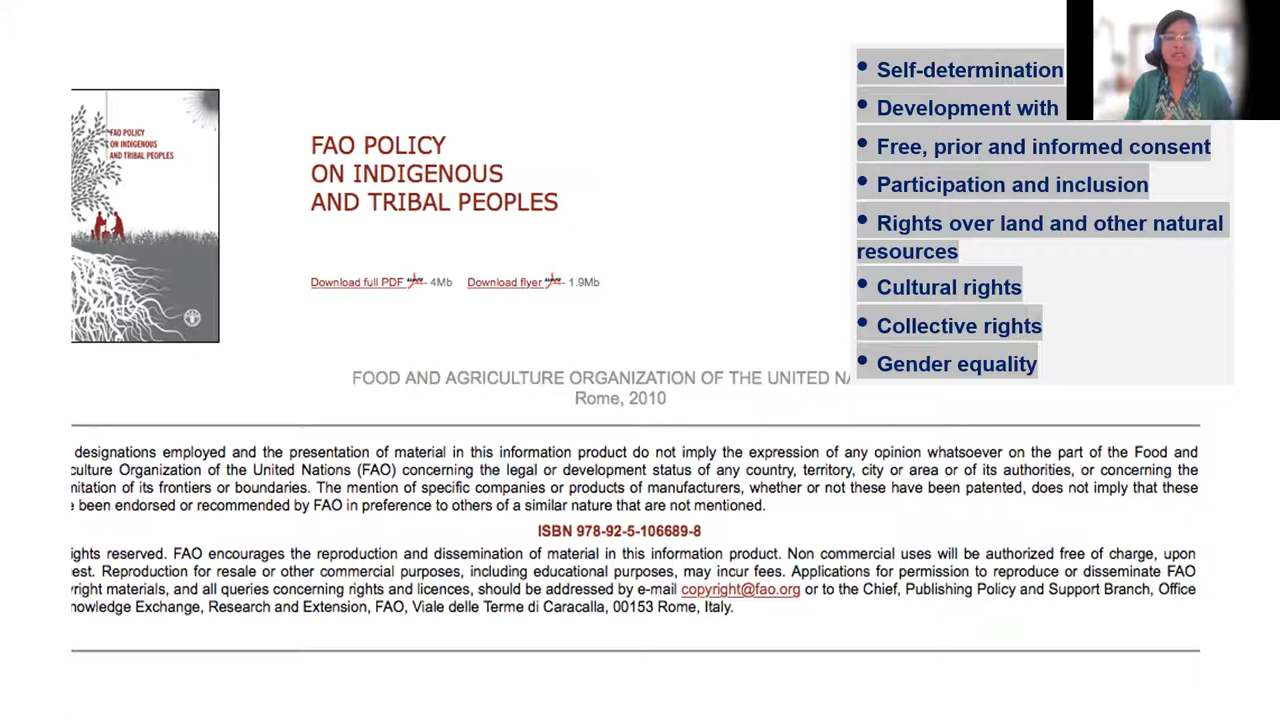 FAO POLICY
ON INDIGENOUS
AND TRIBAL PEOPLES
FAO POLICY
ON INDIGENOUS
AND TRIBAL PEOPLES
Download full PDF - 4Mb Download flyer - 1.9Mb
• Self-determination
• Development with
• Free, prior and informed consent
• Participation and inclusion
• Rights over land and other natural
resources
• Cultural rights
• Collective rights
• Gender equality
FOOD AND AGRICULTURE ORGANIZATION OF THE UNITED
Rome, 2010
designations employed and the presentation of material in this information product do not imply the expression of any opinion whatsoever on the part of the Food and
culture Organization of the United Nations (FAO) concerning the legal or development status of any country, territory, city or area or of its authorities, or concerning the
nitation of its frontiers or boundaries. The mention of specific companies or products of manufacturers, whether or not these have been patented, does not imply that these
been endorsed or recommended by FAO in preference to others of a similar nature that are not mentioned.
ISBN 978-92-5-106689-8
ights reserved. FAO encourages the reproduction and dissemination of material in this information product. Non commercial uses will be authorized free of charge, upon
est. Reproduction for resale or other commercial purposes, including educational purposes, may incur fees. Applications for permission to reproduce or disseminate FAO
yright materials, and all queries concerning rights and licences, should be addressed by e-mail copyright@fao.org or to the Chief, Publishing Policy and Support Branch, Office
nowledge Exchange, Research and Extension, FAO, Viale delle Terme di Caracalla, 00153 Rome, Italy.